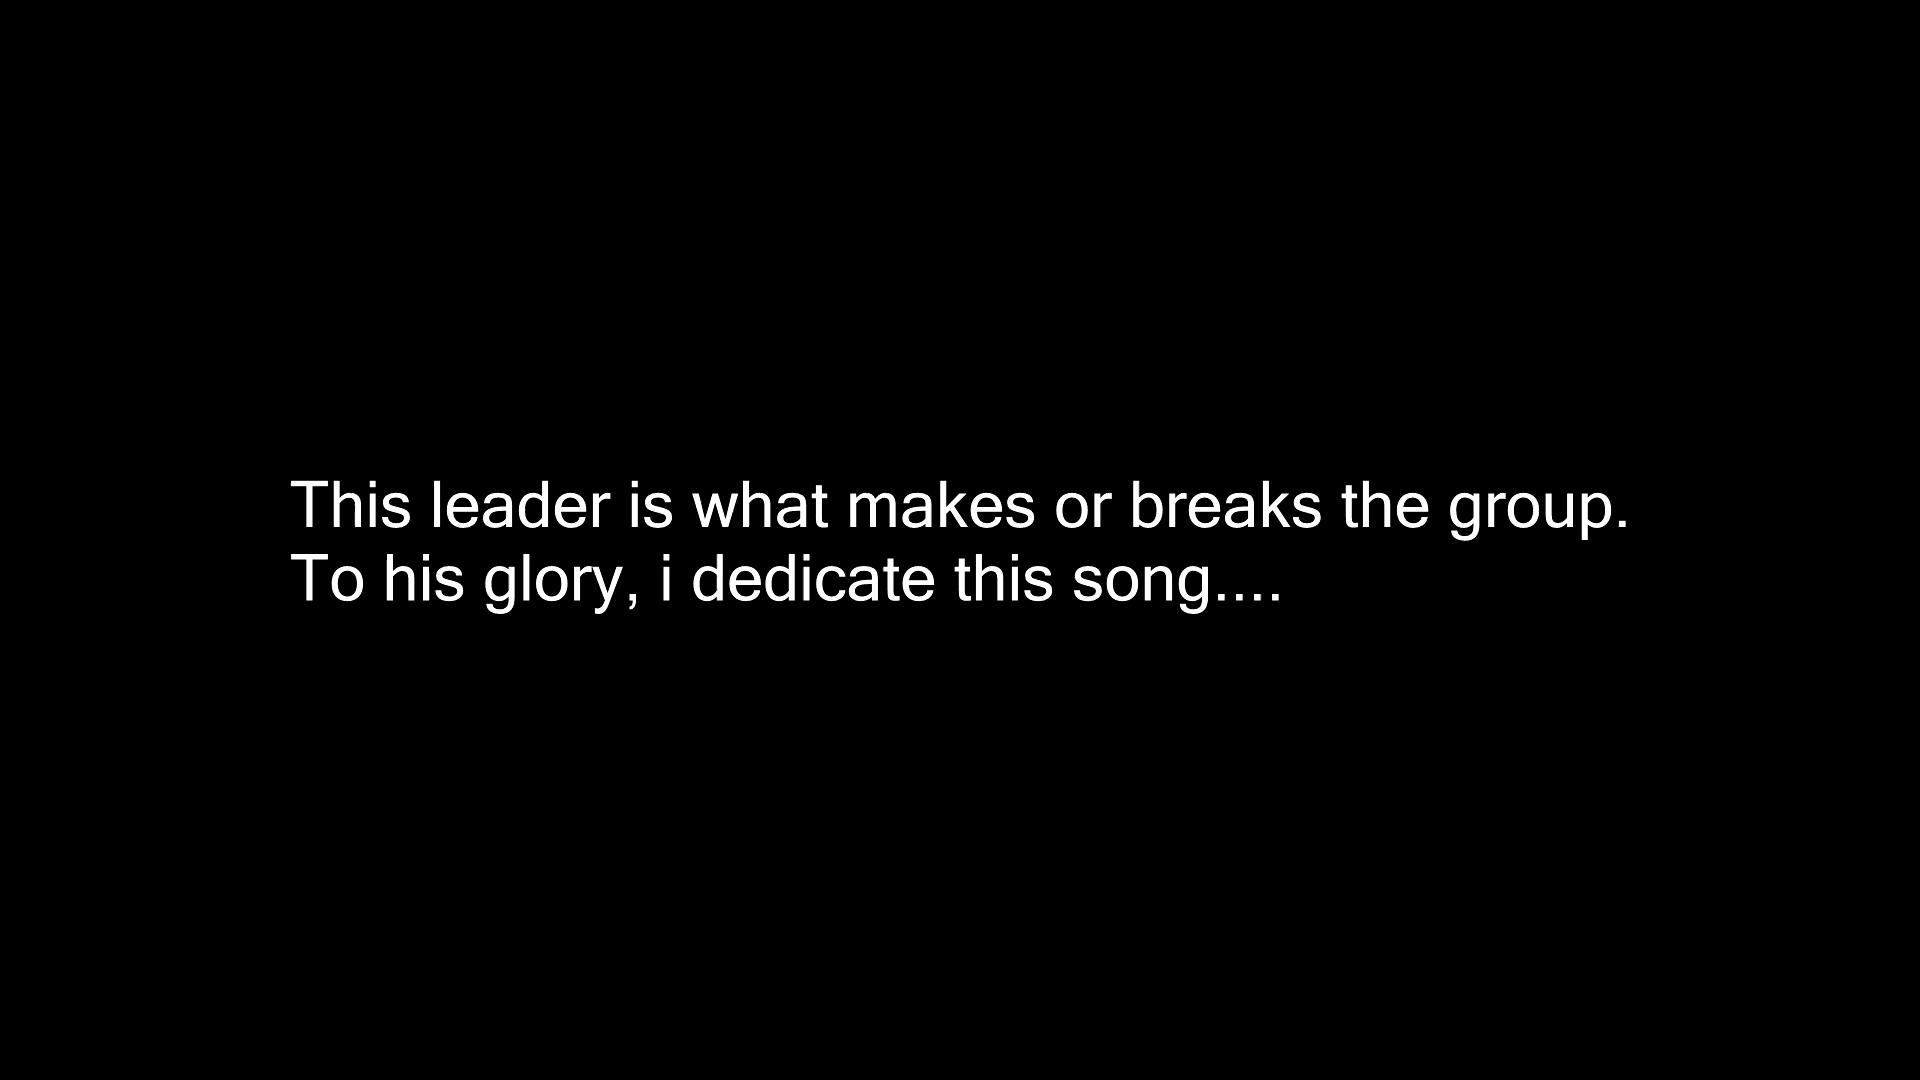 This leader is what makes or breaks the group.
To his glory, i dedicate this song....